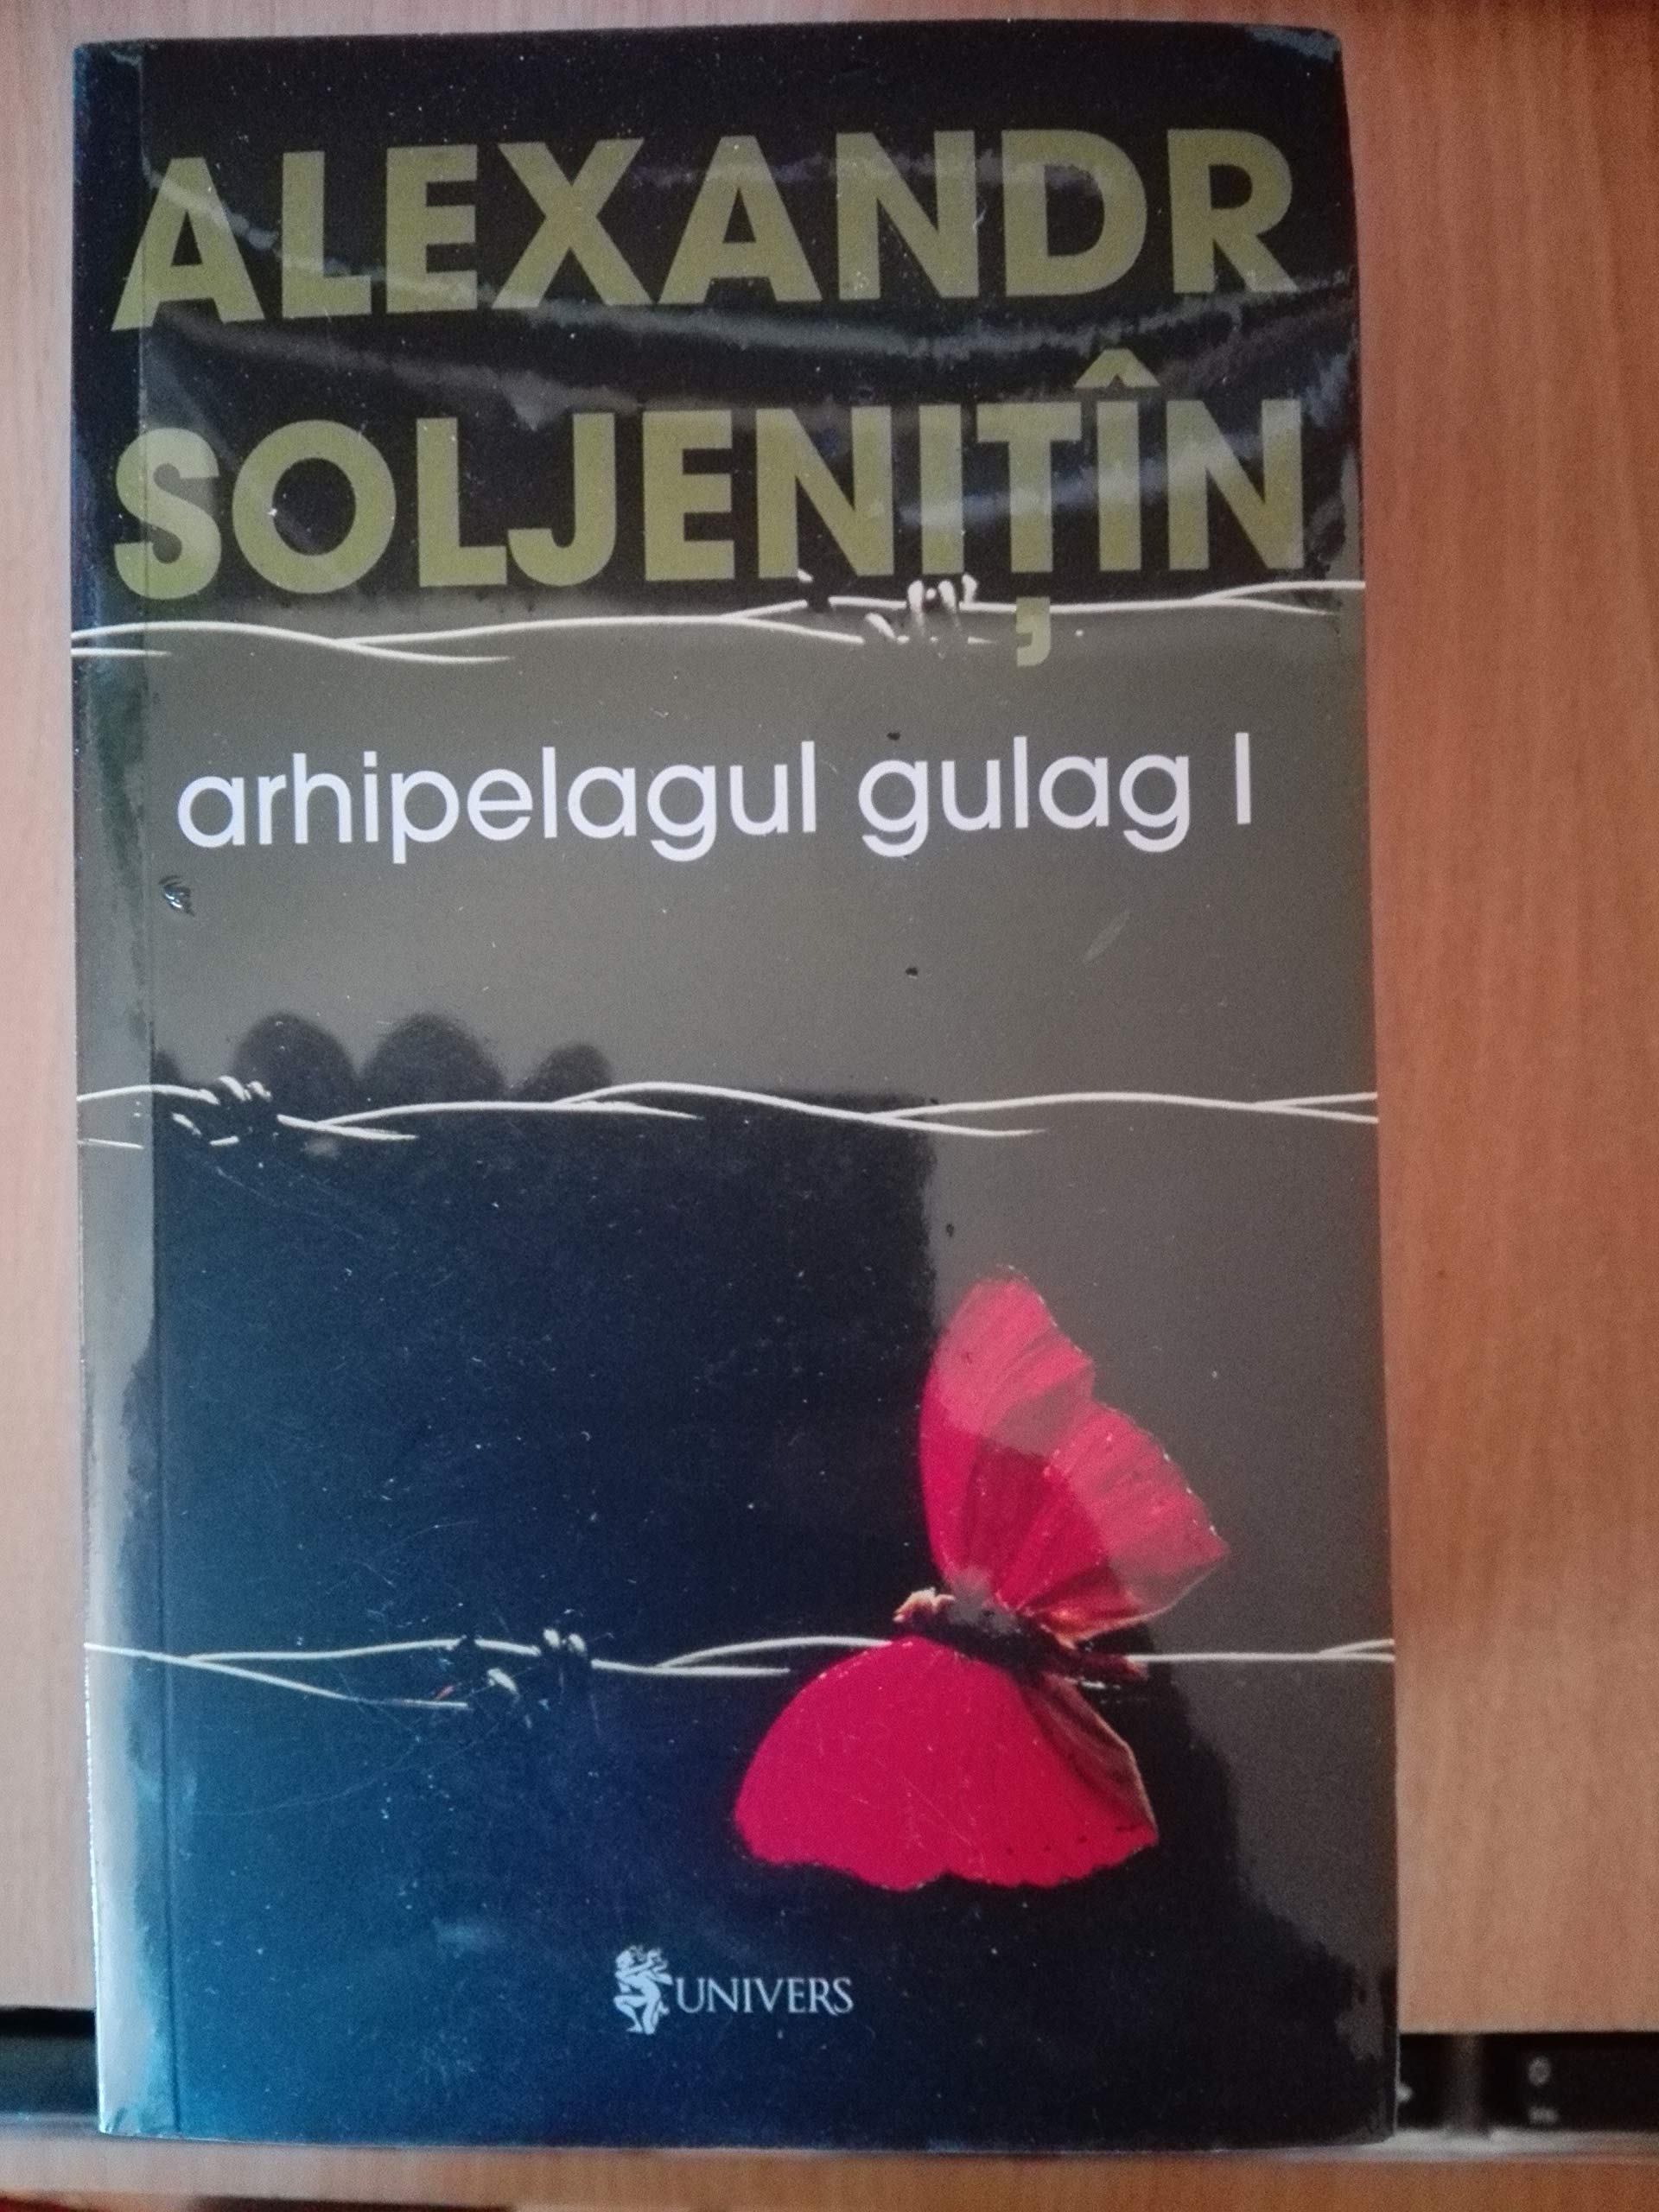 ALEXANDR
SOLJENIȚÎN
arhipelagul gulag I
UNIVERS